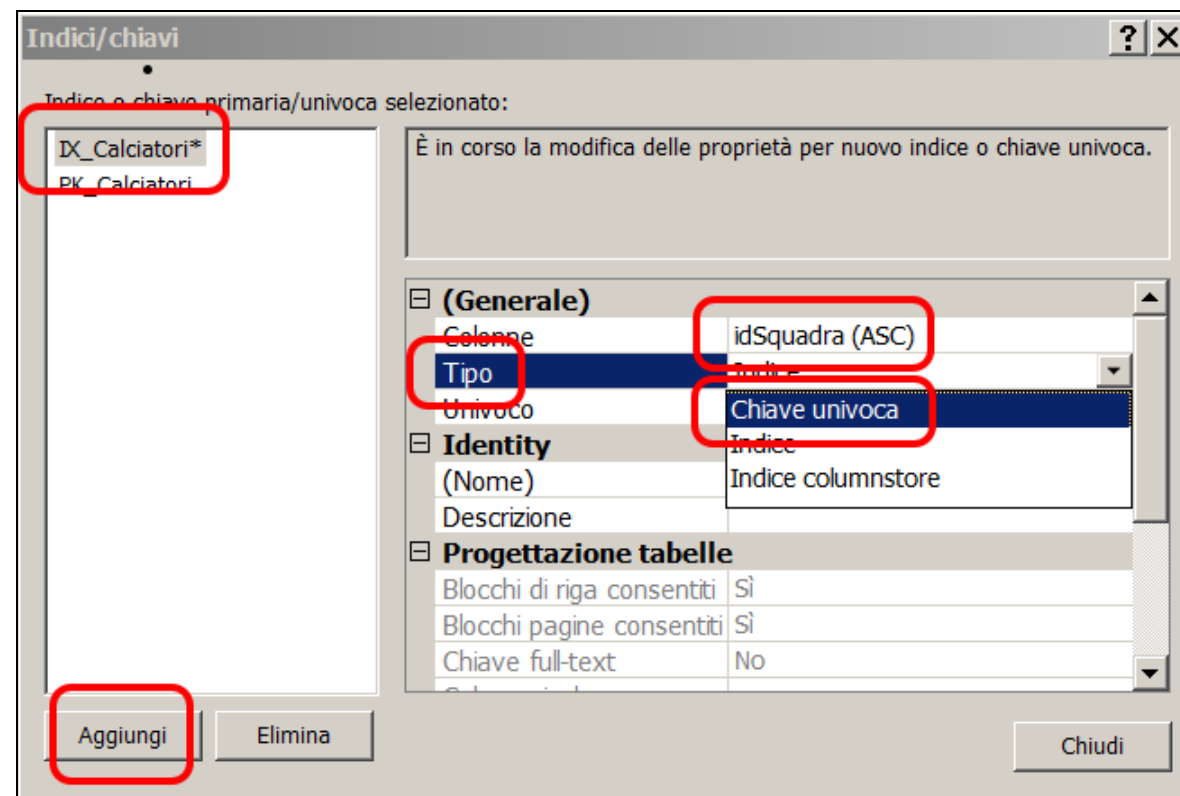 Indici/chiavi
Indice o chiave primaria/univoca selezionato:
IX_Calciatori*
PK_Calciatori
È in corso la modifica delle proprietà per nuovo indice o chiave univoca.
(Generale)
Colonne idSquadra (ASC)
Tipo Indice
Univoco Chiave univoca
Identity Indice
(Nome) Indice columnstore
Descrizione
Progettazione tabelle
Blocchi di riga consentiti Sì
Blocchi pagine consentiti Sì
Chiave full-text No
Aggiungi Elimina Chiudi